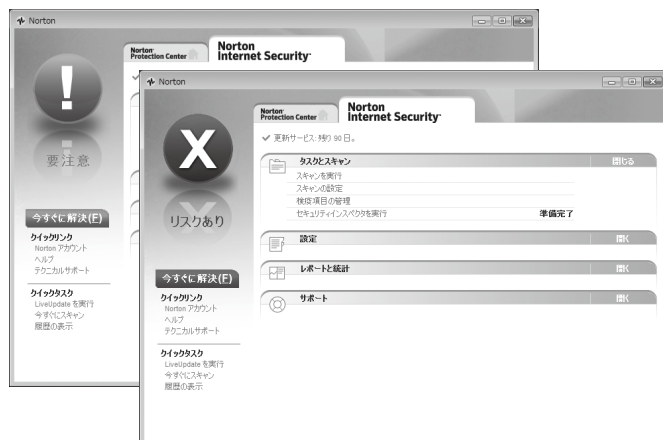 Norton
Norton
Protection Center
Norton
Internet Security
要注意
今すぐに解決(F)
クイックリンク
Norton アカウント
ヘルプ
テクニカルサポート
クイックタスク
LiveUpdate を実行
今すぐにスキャン
履歴の表示
Norton
Norton
Protection Center
Norton
Internet Security
リスクあり
今すぐに解決(F)
クイックリンク
Norton アカウント
ヘルプ
テクニカルサポート
クイックタスク
LiveUpdate を実行
今すぐにスキャン
履歴の表示
更新サービス: 残り 90 日。
タスクとスキャン 閉じる
スキャンを実行
スキャンの設定
検疫項目の管理
セキュリティインスペクタを実行 準備完了
設定 開く
レポートと統計 開く
サポート 開く